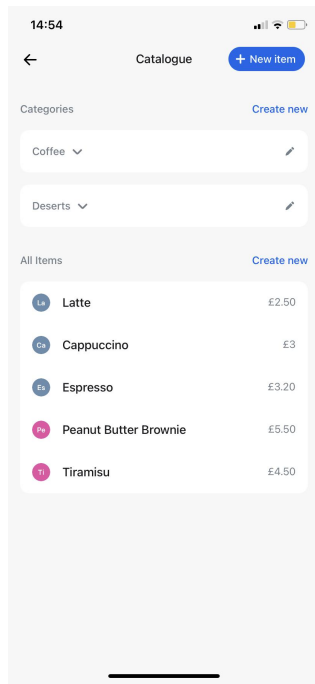 14:54
Catalogue
+ New item
Categories Create new
Coffee
Deserts
All Items Create new
La Latte £2.50
Ca Cappuccino £3
Es Espresso £3.20
Pe Peanut Butter Brownie £5.50
Ti Tiramisu £4.50